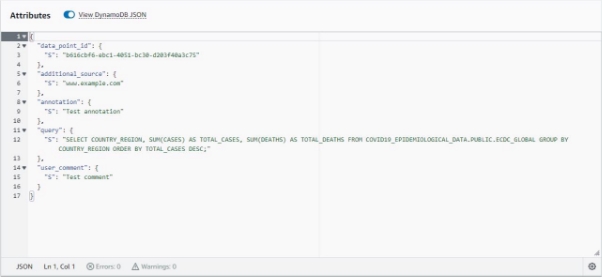 Attributes View DynamoDB JSON
1 {
2 "data_point_id": {
3 "S": "b616cbf6-ebc1-4051-bc30-d203f40a3c75"
4 },
5 "additional_source": {
6 "S": "www.example.com"
7 },
8 "annotation": {
9 "S": "Test annotation"
10 },
11 "query": {
12 "S": "SELECT COUNTRY_REGION, SUM(CASES) AS TOTAL_CASES, SUM(DEATHS) AS TOTAL_DEATHS FROM COVID19_EPIDEMIOLOGICAL_DATA.PUBLIC.ECDC_GLOBAL GROUP BY
COUNTRY_REGION ORDER BY TOTAL_CASES DESC;"
13 },
14 "user_comment": {
15 "S": "Test comment"
16 }
17 }
JSON Ln 1, Col 1 Errors: 0 Warnings: 0